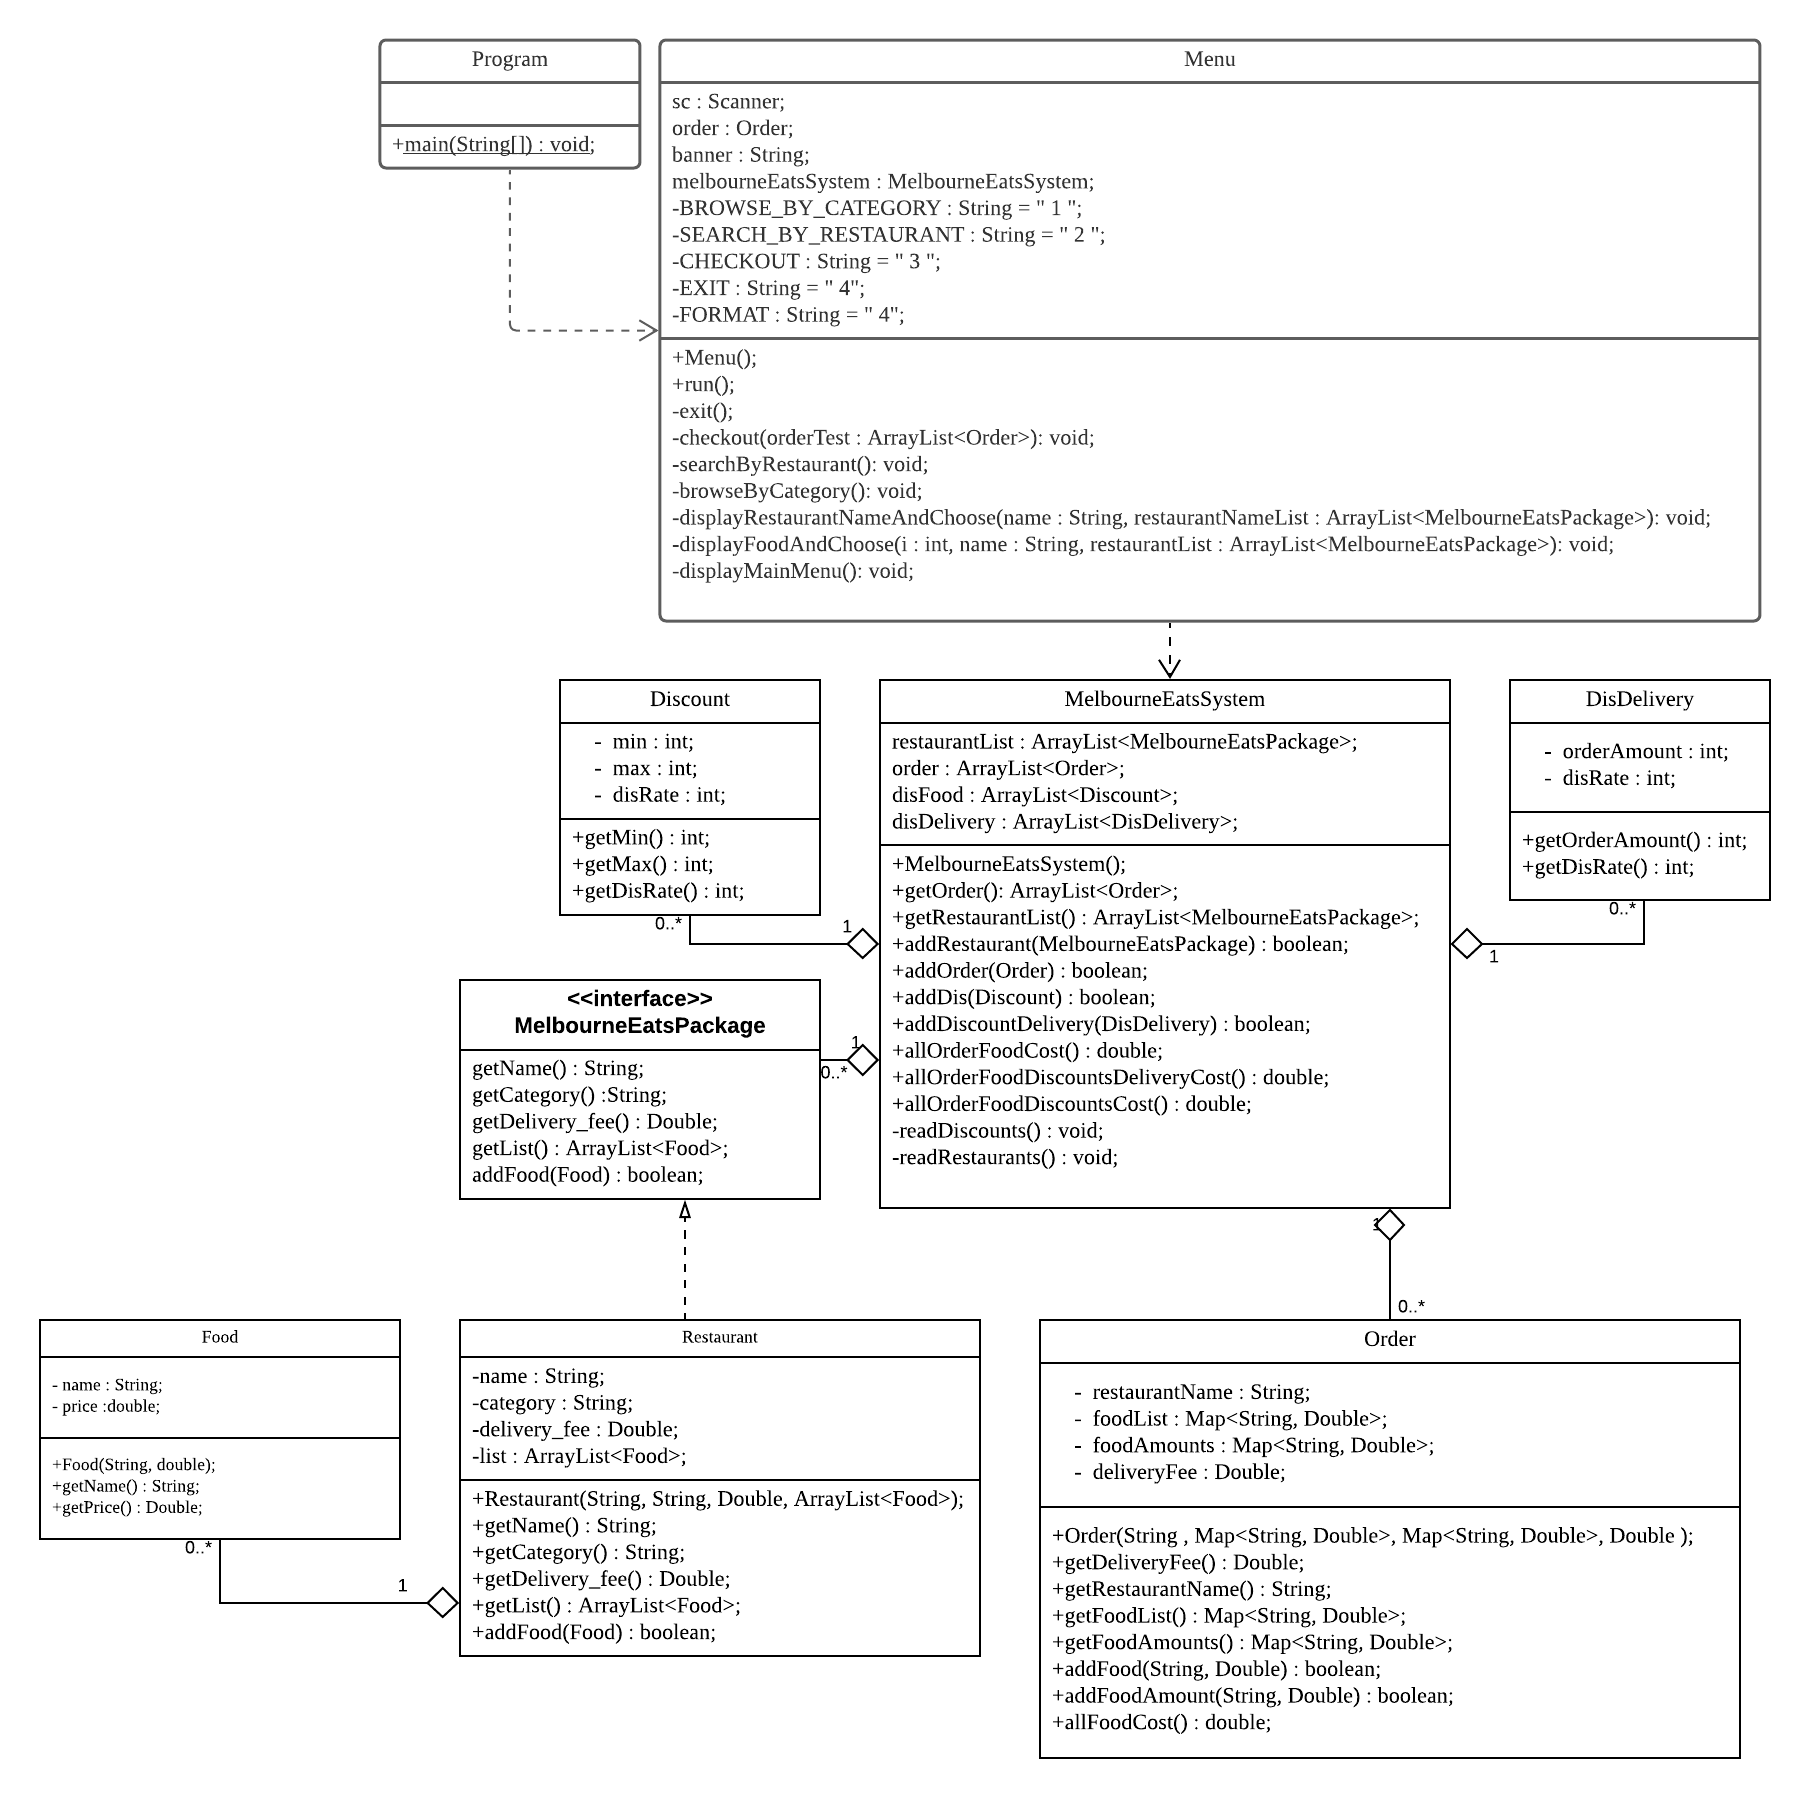 Program
+main(String[]) : void;
Menu
sc : Scanner;
order : Order;
banner : String;
melbourneEatsSystem : MelbourneEatsSystem;
-BROWSE_BY_CATEGORY : String = " 1 ";
-SEARCH_BY_RESTAURANT : String = " 2 ";
-CHECKOUT : String = " 3 ";
-EXIT : String = " 4";
-FORMAT : String = " 4";
+Menu();
+run();
-exit();
-checkout(orderTest : ArrayList<Order>): void;
-searchByRestaurant(): void;
-browseByCategory(): void;
-displayRestaurantNameAndChoose(name : String, restaurantNameList : ArrayList<MelbourneEatsPackage>): void;
-displayFoodAndChoose(i : int, name : String, restaurantList : ArrayList<MelbourneEatsPackage>): void;
-displayMainMenu(): void;
Discount
- min : int;
- max : int;
- disRate : int;
+getMin() : int;
+getMax() : int;
+getDisRate() : int;
0..*
1
MelbourneEatsSystem
restaurantList : ArrayList<MelbourneEatsPackage>;
order : ArrayList<Order>;
disFood : ArrayList<Discount>;
disDelivery : ArrayList<DisDelivery>;
+MelbourneEatsSystem();
+getOrder(): ArrayList<Order>;
+getRestaurantList() : ArrayList<MelbourneEatsPackage>;
+addRestaurant(MelbourneEatsPackage) : boolean;
+addOrder(Order) : boolean;
+addDis(Discount) : boolean;
+addDiscountDelivery(DisDelivery) : boolean;
+allOrderFoodCost() : double;
+allOrderFoodDiscountsDeliveryCost() : double;
+allOrderFoodDiscountsCost() : double;
-readDiscounts() : void;
-readRestaurants() : void;
DisDelivery
- orderAmount : int;
- disRate : int;
+getOrderAmount() : int;
+getDisRate() : int;
0..*
1
<<interface>>
MelbourneEatsPackage
getName() : String;
getCategory() :String;
getDelivery_fee() : Double;
getList() : ArrayList<Food>;
addFood(Food) : boolean;
1
0..*
1
0..*
Food
- name : String;
- price :double;
+Food(String, double);
+getName() : String;
+getPrice() : Double;
0..*
1
Restaurant
-name : String;
-category : String;
-delivery_fee : Double;
-list : ArrayList<Food>;
+Restaurant(String, String, Double, ArrayList<Food>);
+getName() : String;
+getCategory() : String;
+getDelivery_fee() : Double;
+getList() : ArrayList<Food>;
+addFood(Food) : boolean;
Order
- restaurantName : String;
- foodList : Map<String, Double>;
- foodAmounts : Map<String, Double>;
- deliveryFee : Double;
+Order(String , Map<String, Double>, Map<String, Double>, Double );
+getDeliveryFee() : Double;
+getRestaurantName() : String;
+getFoodList() : Map<String, Double>;
+getFoodAmounts() : Map<String, Double>;
+addFood(String, Double) : boolean;
+addFoodAmount(String, Double) : boolean;
+allFoodCost() : double;